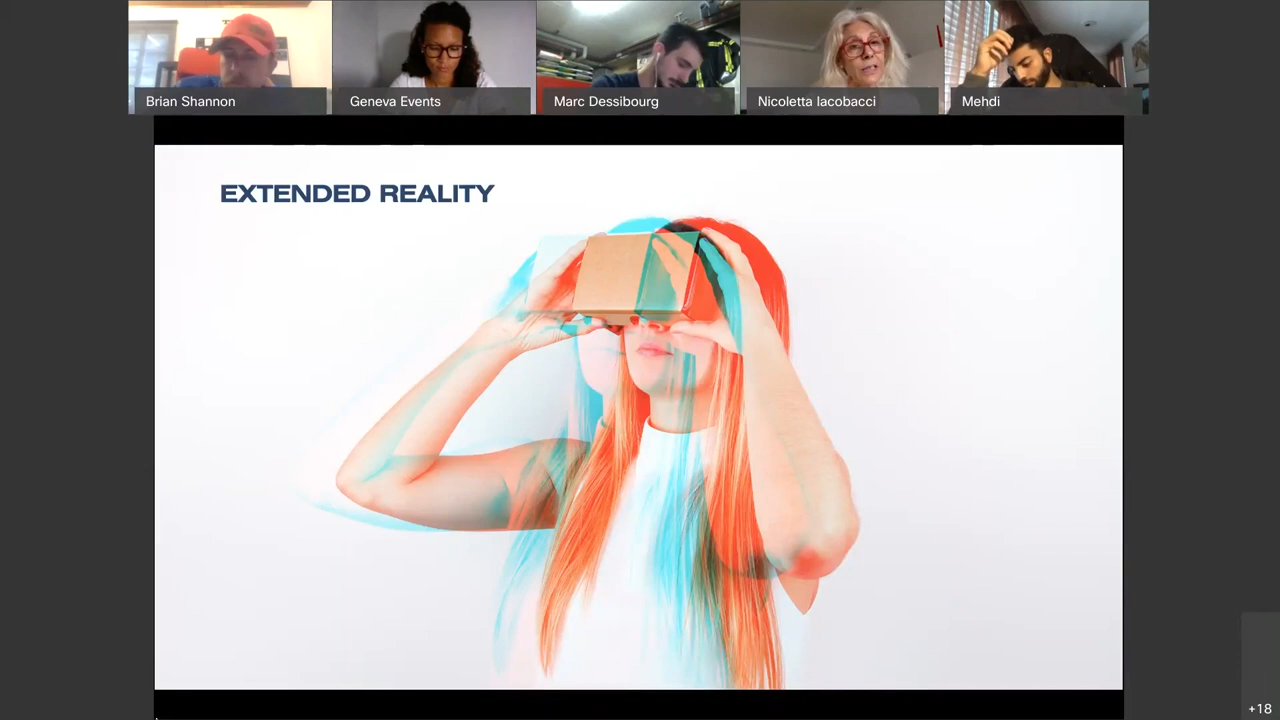 Brian Shannon
Geneva Events
Marc Dessibourg
Nicoletta Iacobacci
Mehdi
EXTENDED REALITY
+18